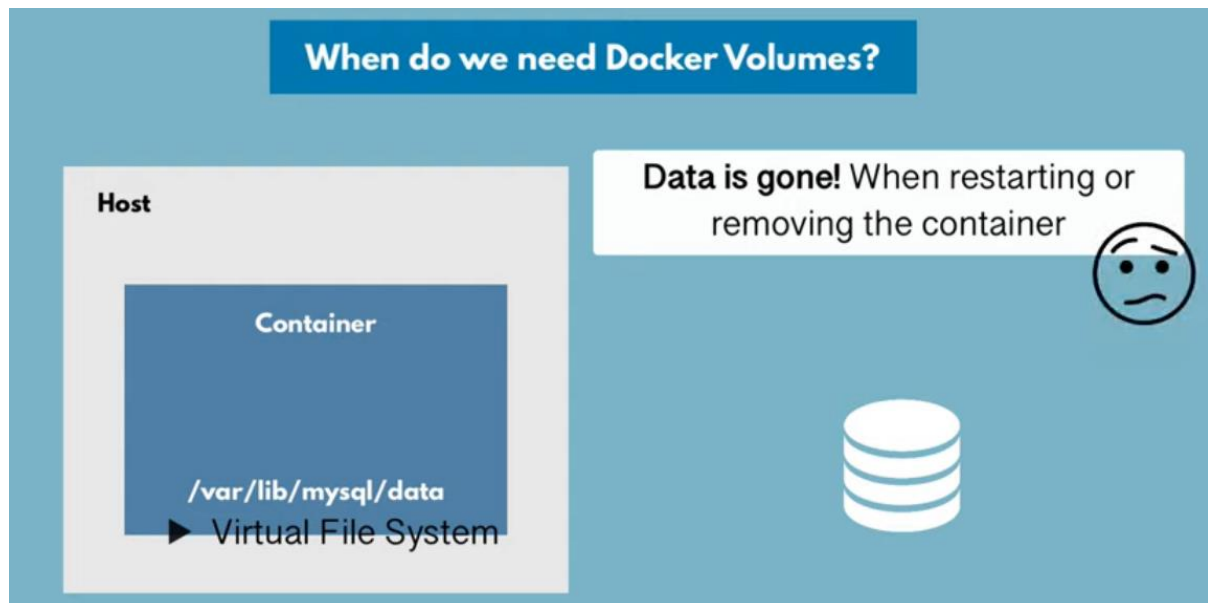 When do we need Docker Volumes?
Host
Container
/var/lib/mysql/data
► Virtual File System
Data is gone! When restarting or
removing the container